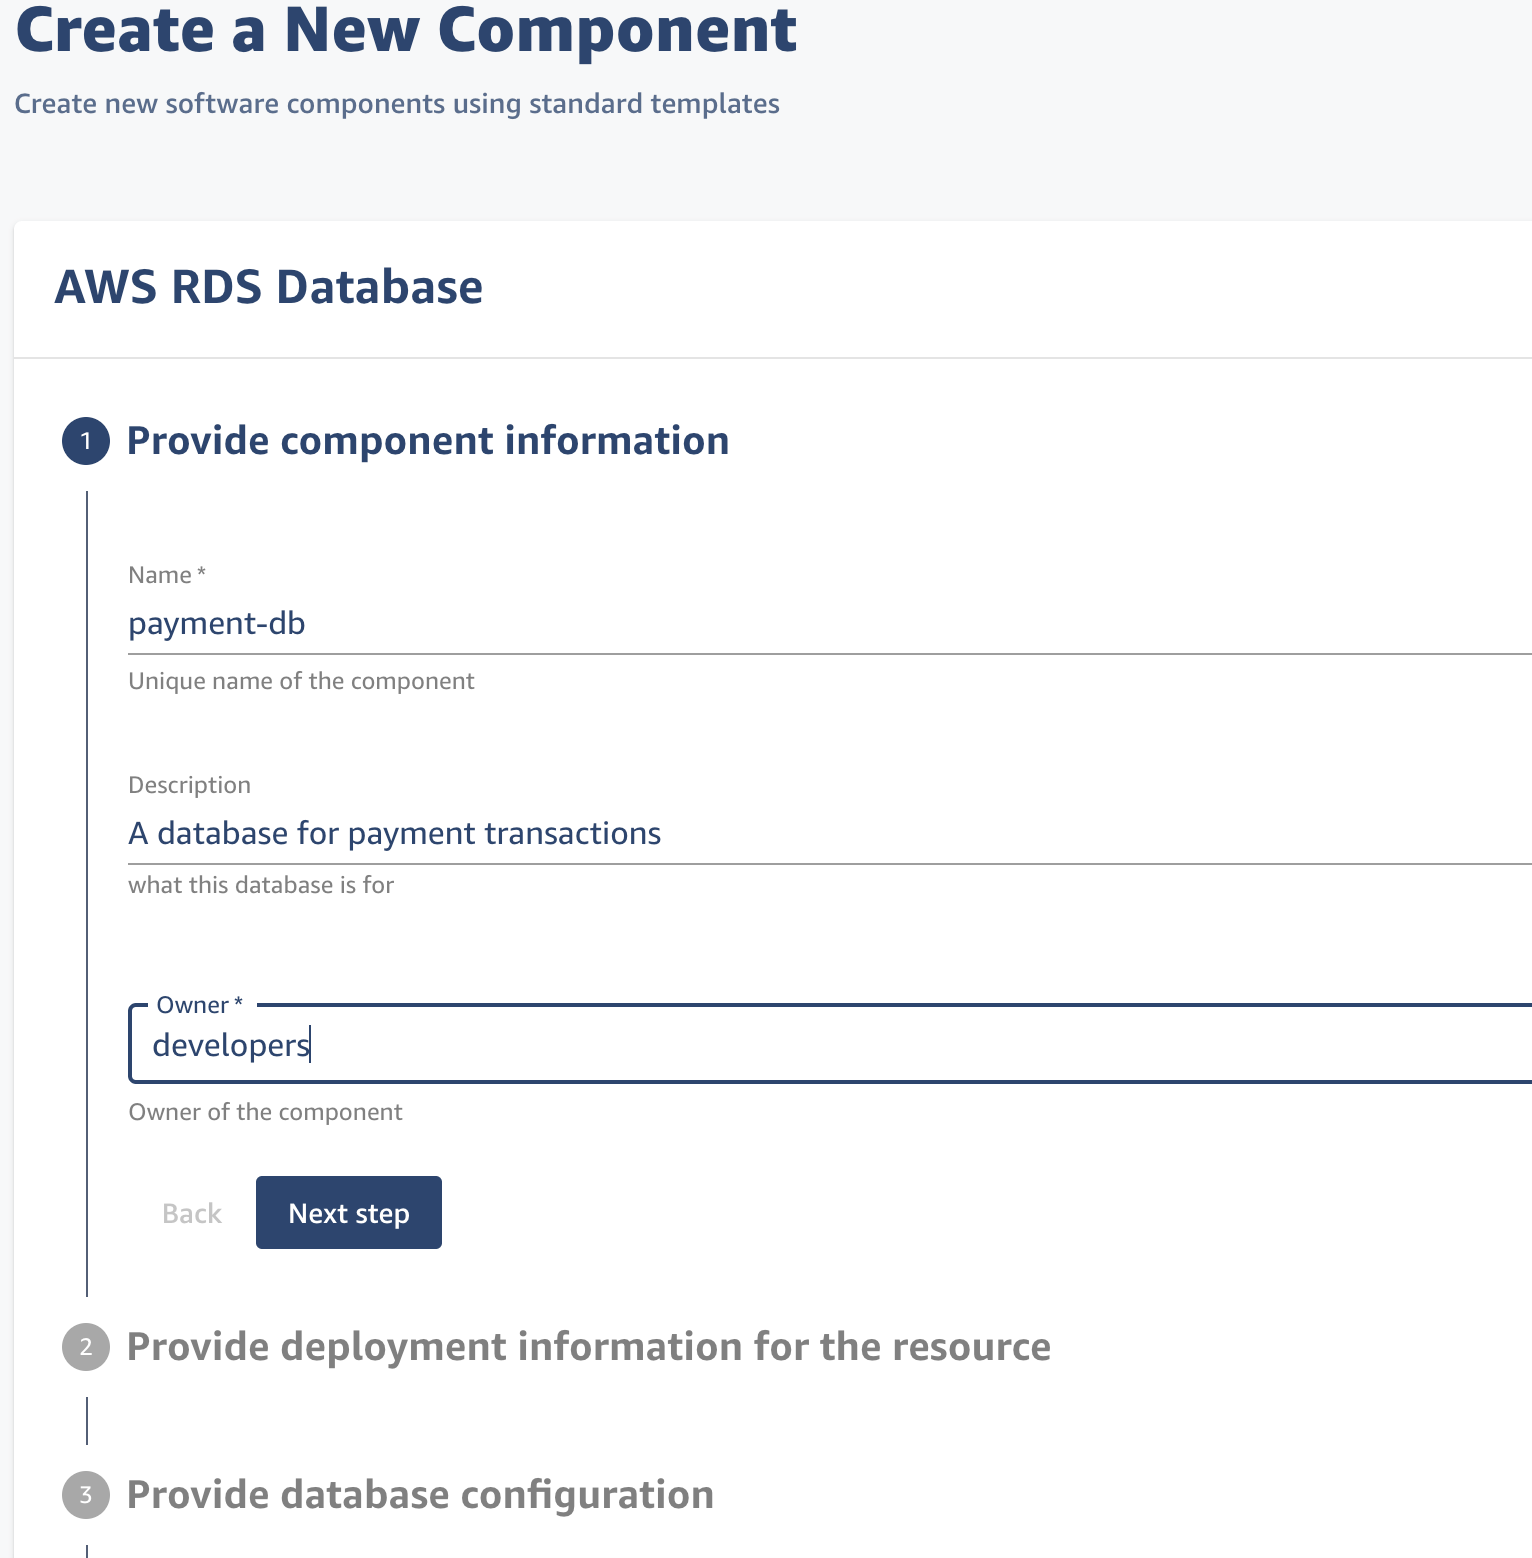 Create a New Component
Create new software components using standard templates
AWS RDS Database
1 Provide component information
Name *
payment-db
Unique name of the component
Description
A database for payment transactions
what this database is for
Owner *
developers
Owner of the component
Back Next step
2 Provide deployment information for the resource
3 Provide database configuration